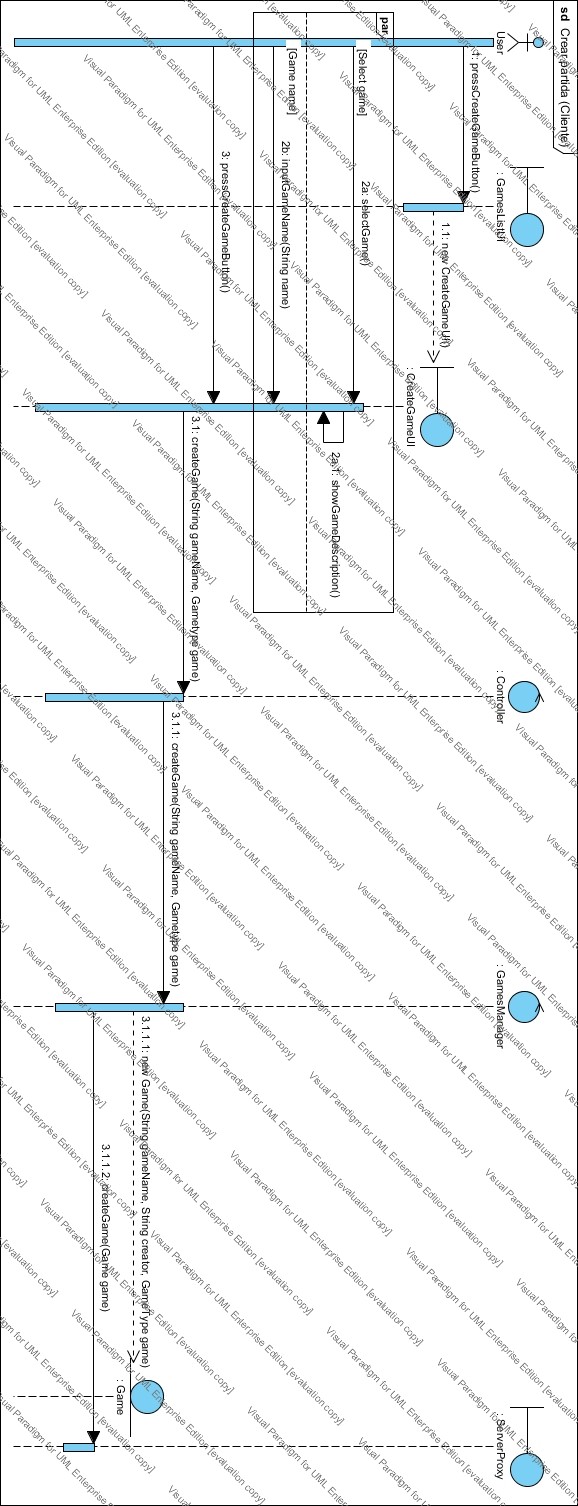 sd Crear partida (Cliente)
User
: GamesListUI
: CreateGameUI
: Controller
: GamesManager
: Game
: ServerProxy
1: pressCreateGameButton()
1.1: new CreateGameUI()
par
[Select game]
2a: selectGame()
2a.1: showGameDescription()
[Game name]
2b: inputGameName(String name)
3: pressCreateGameButton()
3.1: createGame(String gameName, Gametype game)
3.1.1: createGame(String gameName, Gametype game)
3.1.1.1: new Game(String gameName, String creator, GameType game)
3.1.1.2: createGame(Game game)
Visual Paradigm for UML Enterprise Edition [evaluation copy]